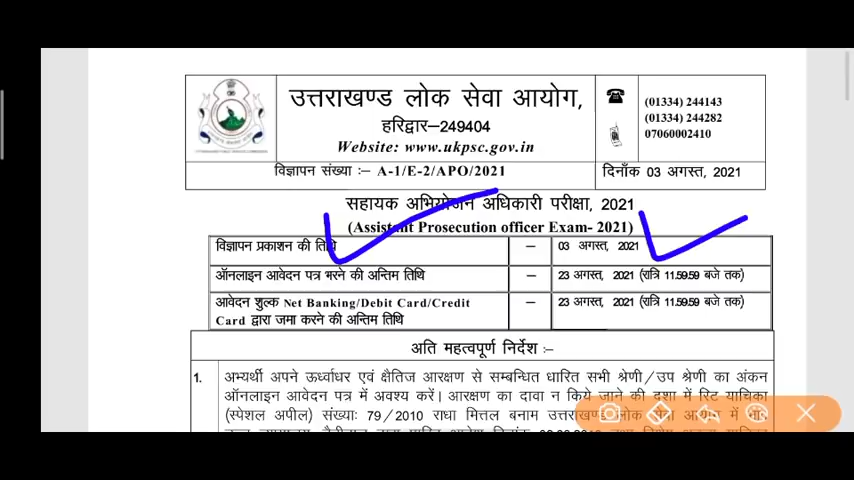 उत्तराखण्ड लोक सेवा आयोग,
हरिद्वार–249404
Website: www.ukpsc.gov.in
(01334) 244143
(01334) 244282
07060002410
विज्ञापन संख्या :– A-1/E-2/APO/2021
दिनाँक 03 अगस्त, 2021
सहायक अभियोजन अधिकारी परीक्षा, 2021
(Assistant Prosecution officer Exam- 2021)
विज्ञापन प्रकाशन की तिथि – 03 अगस्त, 2021
ऑनलाइन आवेदन पत्र भरने की अन्तिम तिथि – 23 अगस्त, 2021 (रात्रि 11.59.59 बजे तक)
आवेदन शुल्क Net Banking/Debit Card/Credit – 23 अगस्त, 2021 (रात्रि 11.59.59 बजे तक)
Card द्वारा जमा करने की अन्तिम तिथि
अति महत्वपूर्ण निर्देश :–
1. अभ्यर्थी अपने ऊर्ध्वाधर एवं क्षैतिज आरक्षण से सम्बन्धित धारित सभी श्रेणी/उप श्रेणी का अंकन
ऑनलाइन आवेदन पत्र में अवश्य करें। आरक्षण का दावा न किये जाने की दशा में रिट याचिका
(स्पेशल अपील) संख्याः 79/2010 राधा मित्तल बनाम उत्तराखण्ड लोक सेवा आयोग में